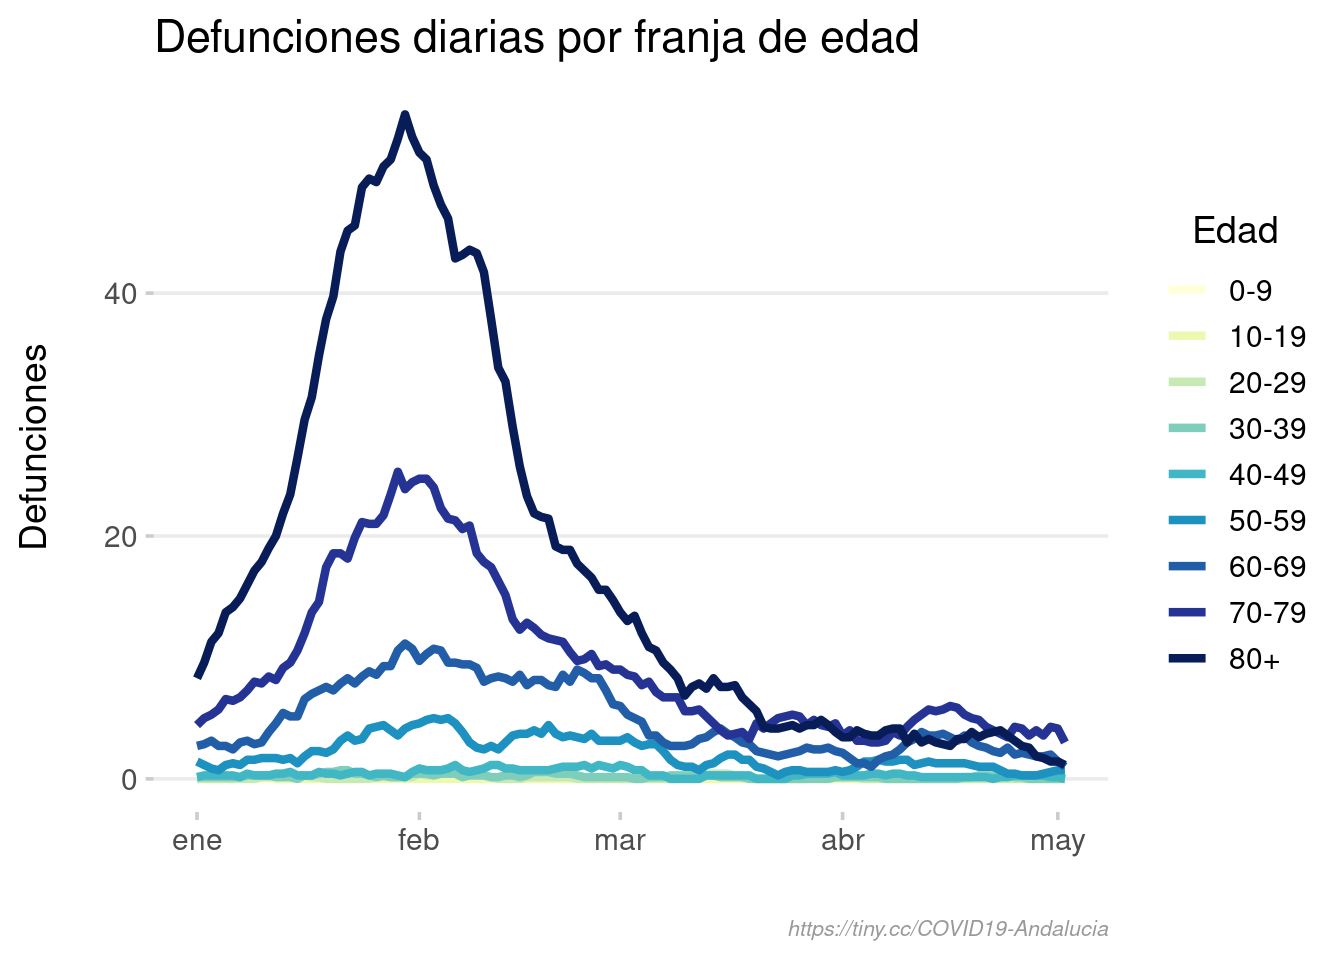 Defunciones diarias por franja de edad
Defunciones
40
20
0
ene
feb
mar
abr
may
Edad
0-9
10-19
20-29
30-39
40-49
50-59
60-69
70-79
80+
https://tiny.cc/COVID19-Andalucia